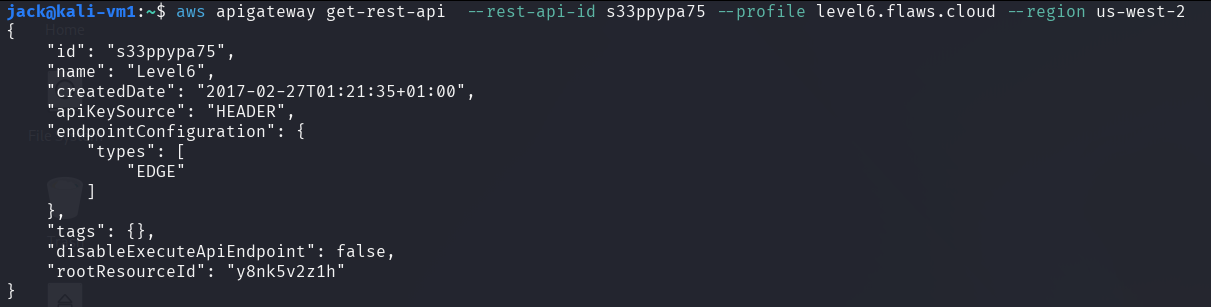 jack@kali-vm1:~$ aws apigateway get-rest-api  --rest-api-id s33ppypa75 --profile level6.flaws.cloud --region us-west-2
{
    "id": "s33ppypa75",
    "name": "Level6",
    "createdDate": "2017-02-27T01:21:35+01:00",
    "apiKeySource": "HEADER",
    "endpointConfiguration": {
        "types": [
            "EDGE"
        ]
    },
    "tags": {},
    "disableExecuteApiEndpoint": false,
    "rootResourceId": "y8nk5v2z1h"
}
Home